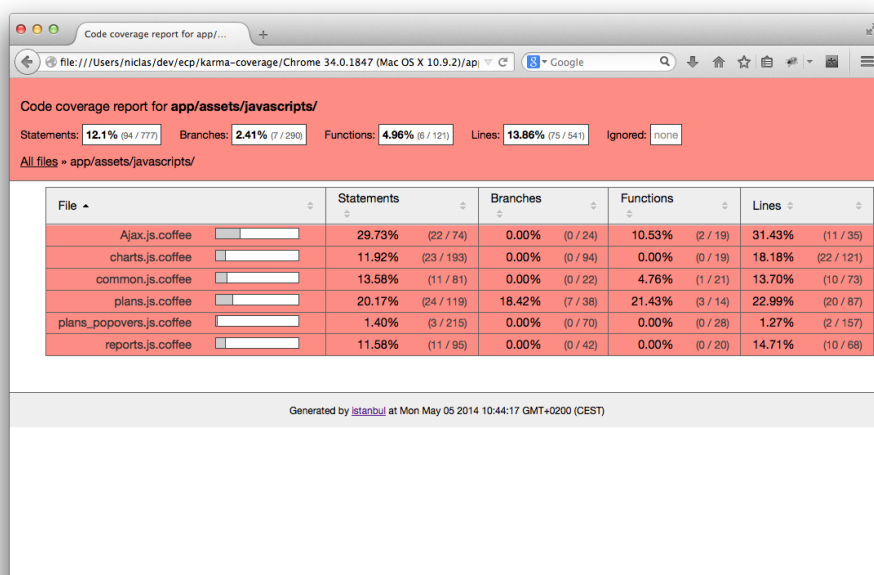 Code coverage report for app/...
file:///Users/niclas/dev/ecp/karma-coverage/Chrome 34.0.1847 (Mac OS X 10.9.2)/ap
Google
Code coverage report for app/assets/javascripts/
Statements: 12.1% (94 / 777) Branches: 2.41% (7 / 290) Functions: 4.96% (6 / 121) Lines: 13.86% (75 / 541) Ignored: none
All files » app/assets/javascripts/
File Statements Branches Functions Lines
Ajax.js.coffee 29.73% (22 / 74) 0.00% (0 / 24) 10.53% (2 / 19) 31.43% (11 / 35)
charts.js.coffee 11.92% (23 / 193) 0.00% (0 / 94) 0.00% (0 / 19) 18.18% (22 / 121)
common.js.coffee 13.58% (11 / 81) 0.00% (0 / 22) 4.76% (1 / 21) 13.70% (10 / 73)
plans.js.coffee 20.17% (24 / 119) 18.42% (7 / 38) 21.43% (3 / 14) 22.99% (20 / 87)
plans_popovers.js.coffee 1.40% (3 / 215) 0.00% (0 / 70) 0.00% (0 / 28) 1.27% (2 / 157)
reports.js.coffee 11.58% (11 / 95) 0.00% (0 / 42) 0.00% (0 / 20) 14.71% (10 / 68)
Generated by istanbul at Mon May 05 2014 10:44:17 GMT+0200 (CEST)